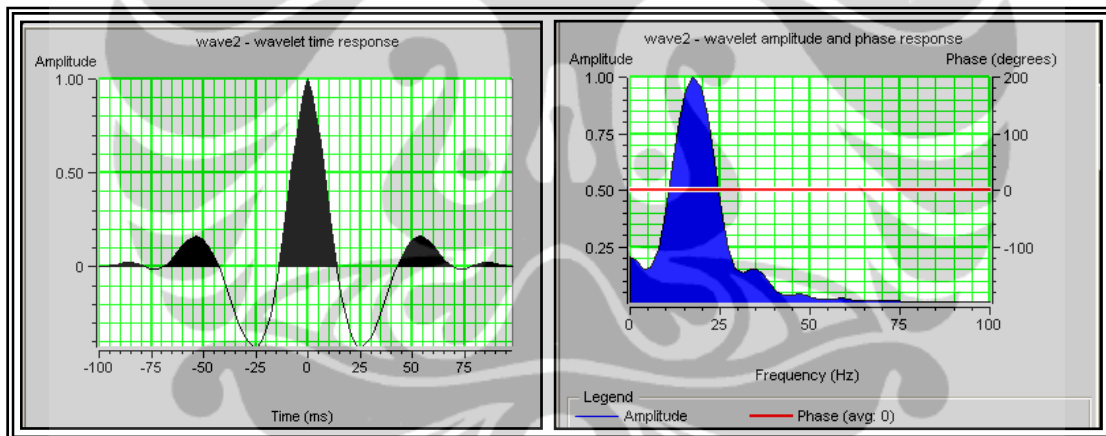 wave2 - wavelet time response
Amplitude
1.00
0.50
0
-100 -75 -50 -25 0 25 50 75
Time (ms)
wave2 - wavelet amplitude and phase response
Amplitude Phase (degrees)
1.00 200
0.75 100
0.50 0
0.25 -100
0 25 50 75 100
Frequency (Hz)
Legend
Amplitude Phase (avg: 0)